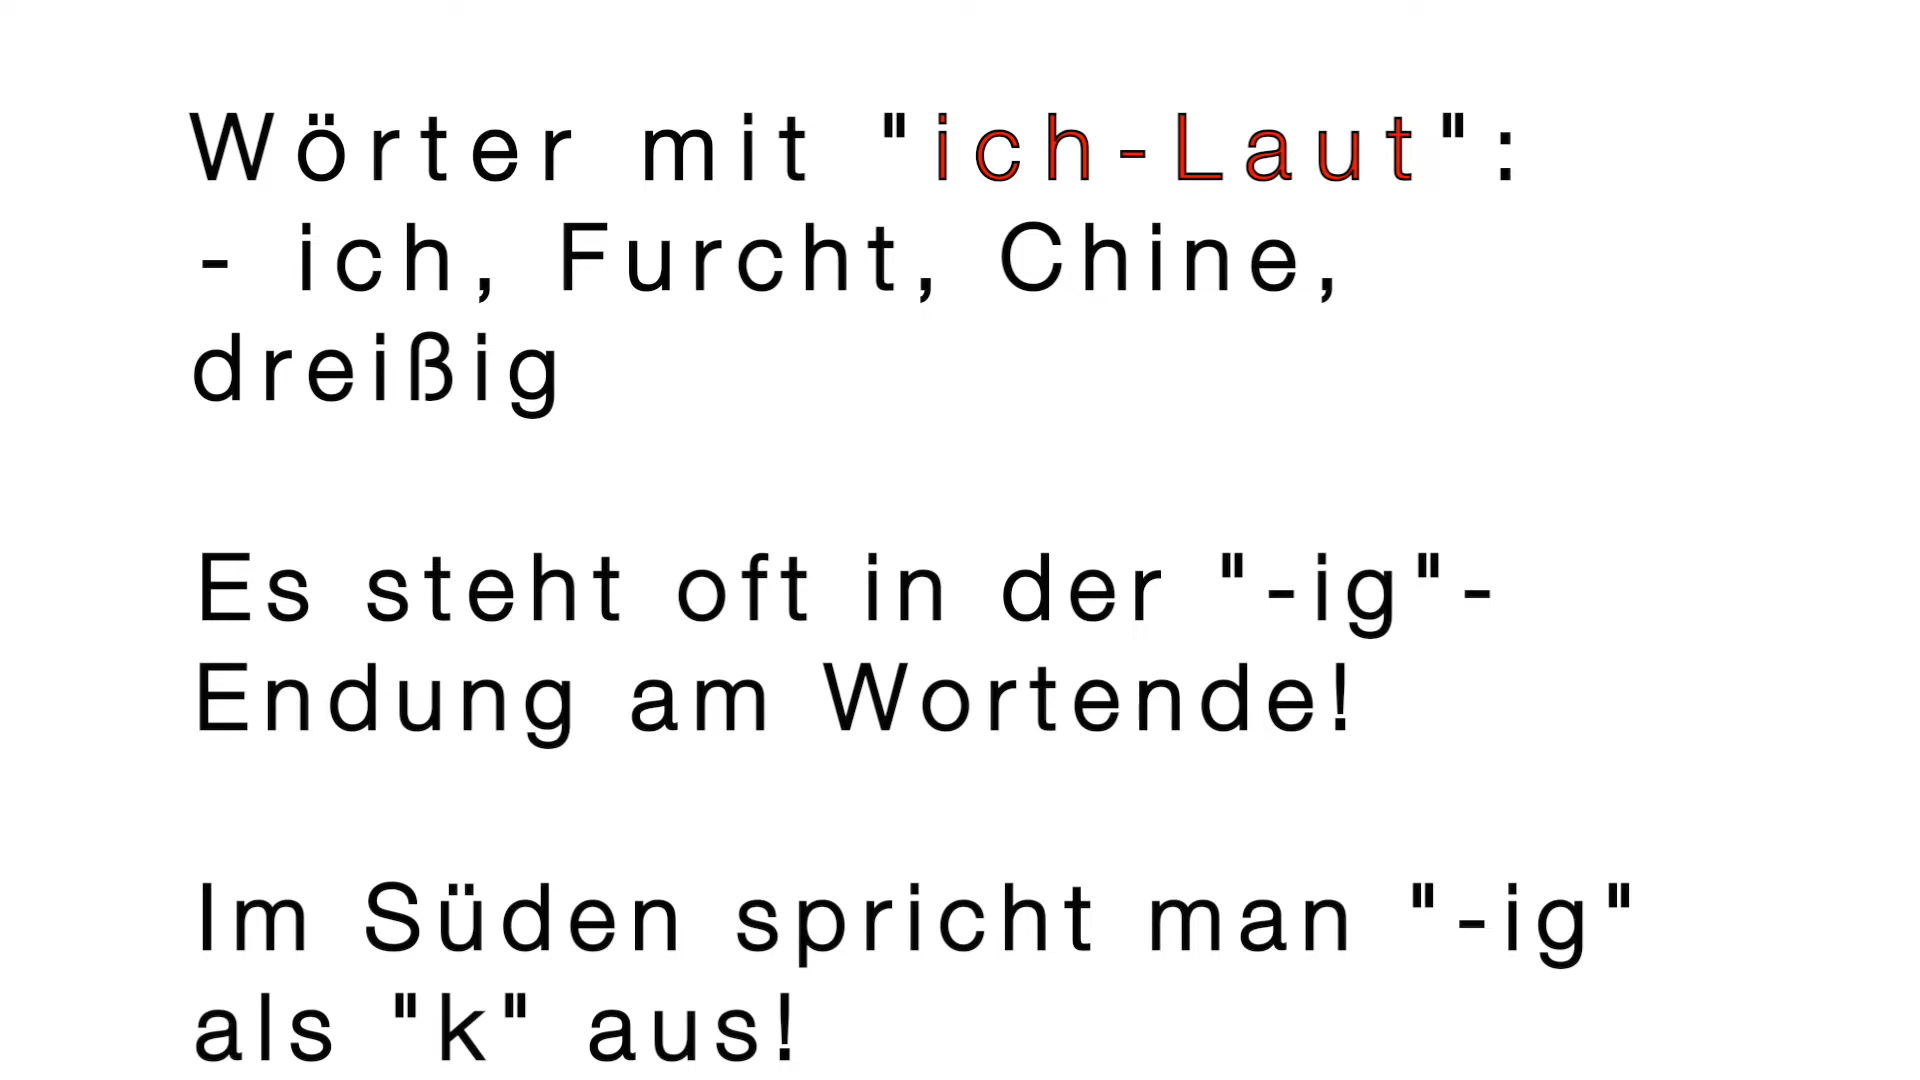 Wörter mit "ich-Laut":
- ich, Furcht, Chine,
dreißig
Es steht oft in der "-ig"-
Endung am Wortende!
Im Süden spricht man "-ig"
als "k" aus!